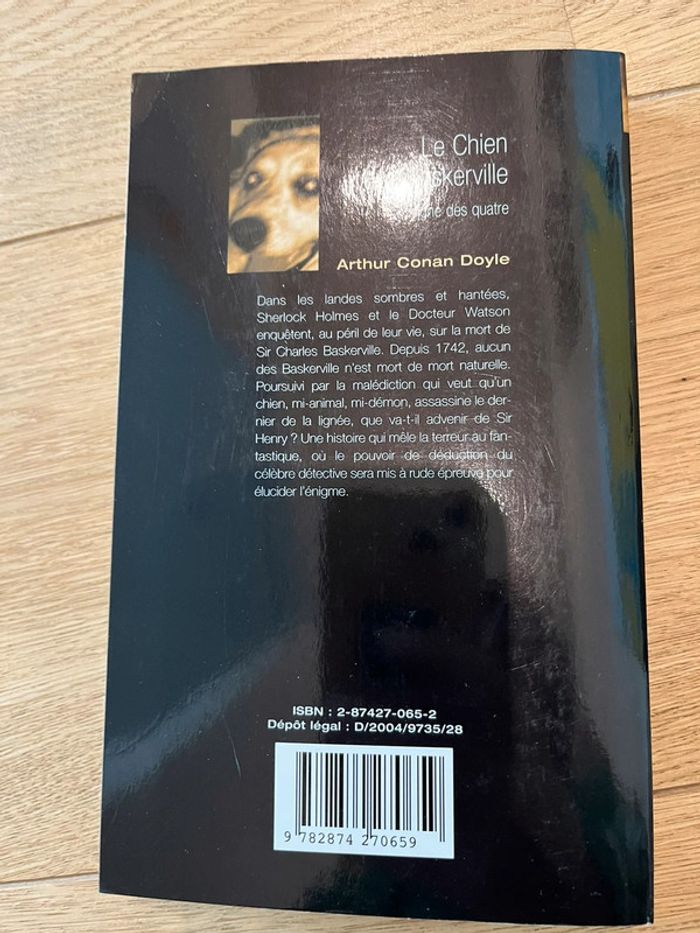 Le Chien
des quatre
Arthur Conan Doyle
Dans les landes sombres et hantées,
Sherlock Holmes et le Docteur Watson
enquêtent, au péril de leur vie, sur la mort de
Sir Charles Baskerville. Depuis 1742, aucun
des Baskerville n'est mort de mort naturelle.
Poursuivi par la malédiction qui veut qu'un
chien, mi-animal, mi-démon, assassine le der-
nier de la lignée, que va-t-il advenir de Sir
Henry ? Une histoire qui mêle la terreur au fan-
tastique, où le pouvoir de déduction du
célèbre détective sera mis à rude épreuve pour
élucider l'énigme.
ISBN : 2-87427-065-2
Dépôt légal : D/2004/9735/28
9 782874 270659